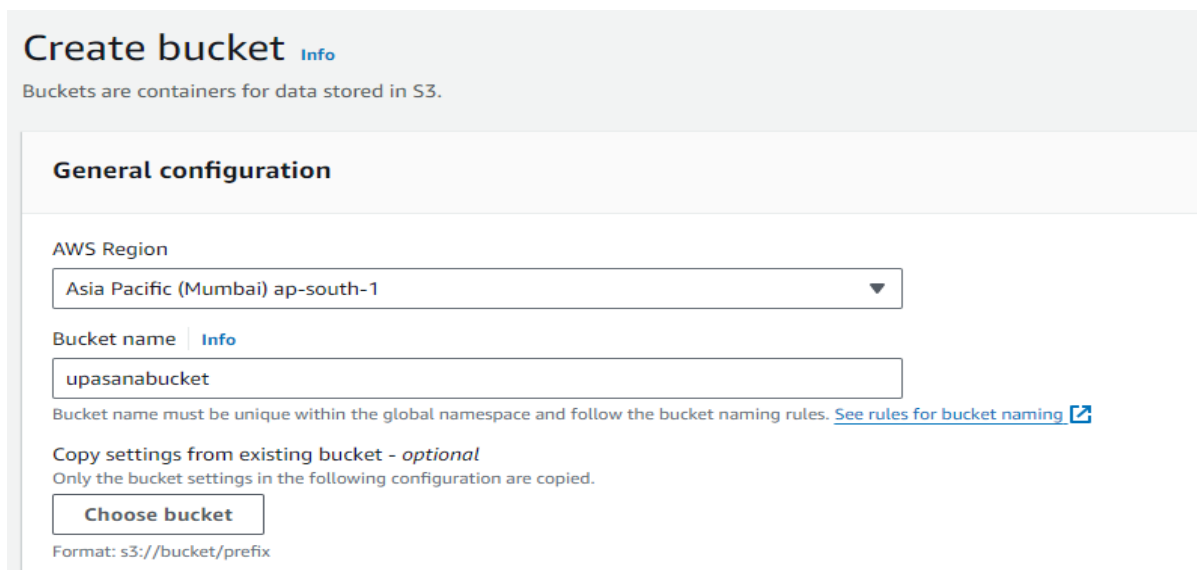 Create bucket Info
Buckets are containers for data stored in S3.
General configuration
AWS Region
Asia Pacific (Mumbai) ap-south-1
Bucket name Info
upasanabucket
Bucket name must be unique within the global namespace and follow the bucket naming rules. See rules for bucket naming
Copy settings from existing bucket - optional
Only the bucket settings in the following configuration are copied.
Choose bucket
Format: s3://bucket/prefix